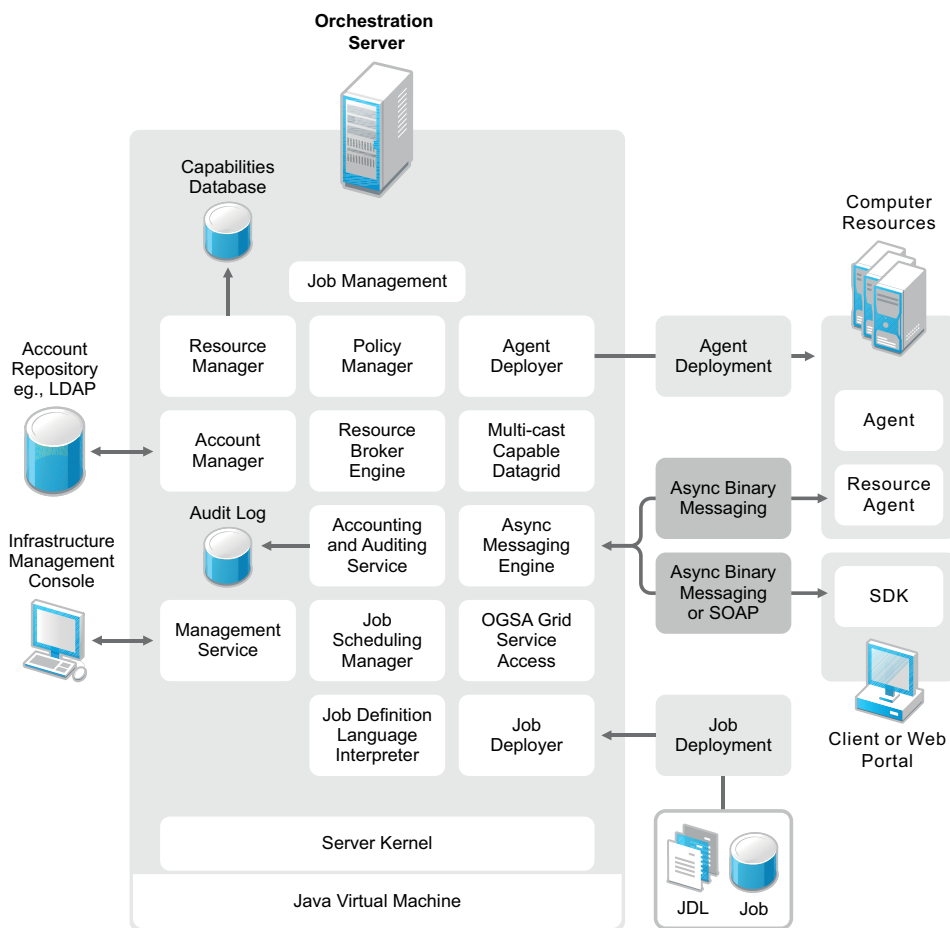 Orchestration
Server
Capabilities
Database
Computer
Resources
Job Management
Account
Repository
eg., LDAP
Resource
Manager
Policy
Manager
Agent
Deployer
Agent
Deployment
Agent
Account
Manager
Resource
Broker
Engine
Multi-cast
Capable
Datagrid
Async Binary
Messaging
Resource
Agent
Infrastructure
Management
Console
Audit Log
Accounting
and Auditing
Service
Async
Messaging
Engine
Async Binary
Messaging
or SOAP
SDK
Management
Service
Job
Scheduling
Manager
OGSA Grid
Service
Access
Job Definition
Language
Interpreter
Job
Deployer
Job
Deployment
Client or Web
Portal
Server Kernel
Java Virtual Machine
JDL
Job